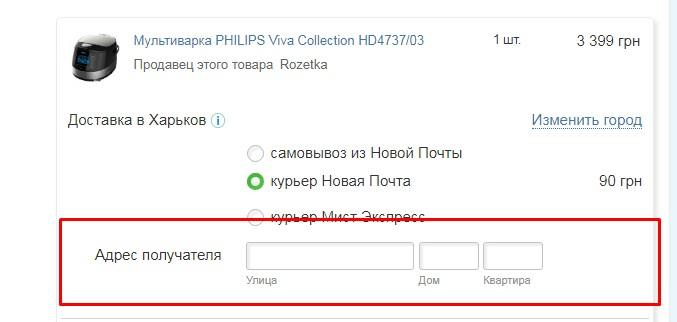 Мультиварка PHILIPS Viva Collection HD4737/03 1 шт. 3 399 грн
Продавец этого товара Rozetka
Доставка в Харьков i Изменить город
самовывоз из Новой Почты
курьер Новая Почта 90 грн
курьер Мист Экспресс
Адрес получателя
Улица Дом Квартира